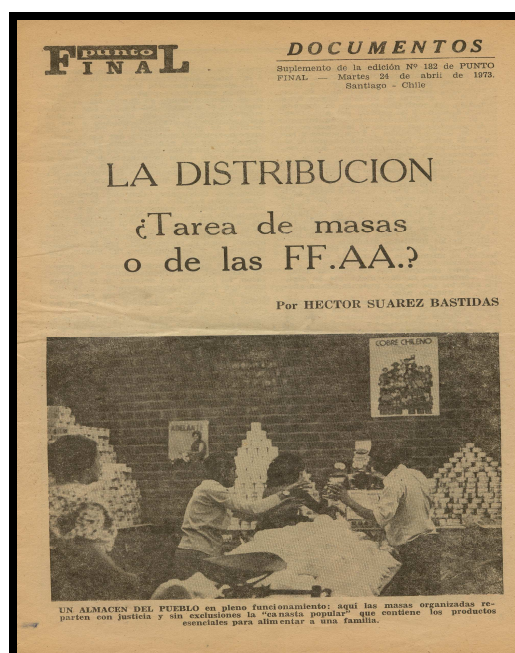 punto
FINAL
DOCUMENTOS
Suplemento de la edición Nº 182 de PUNTO
FINAL — Martes 24 de abril de 1973.
Santiago - Chile
LA DISTRIBUCION
¿Tarea de masas
o de las FF.AA.?
Por HECTOR SUAREZ BASTIDAS
COBRE CHILENO
UN ALMACEN DEL PUEBLO en pleno funcionamiento: aquí las masas organizadas re-
parten con justicia y sin exclusiones la "canasta popular" que contiene los productos
esenciales para alimentar a una familia.